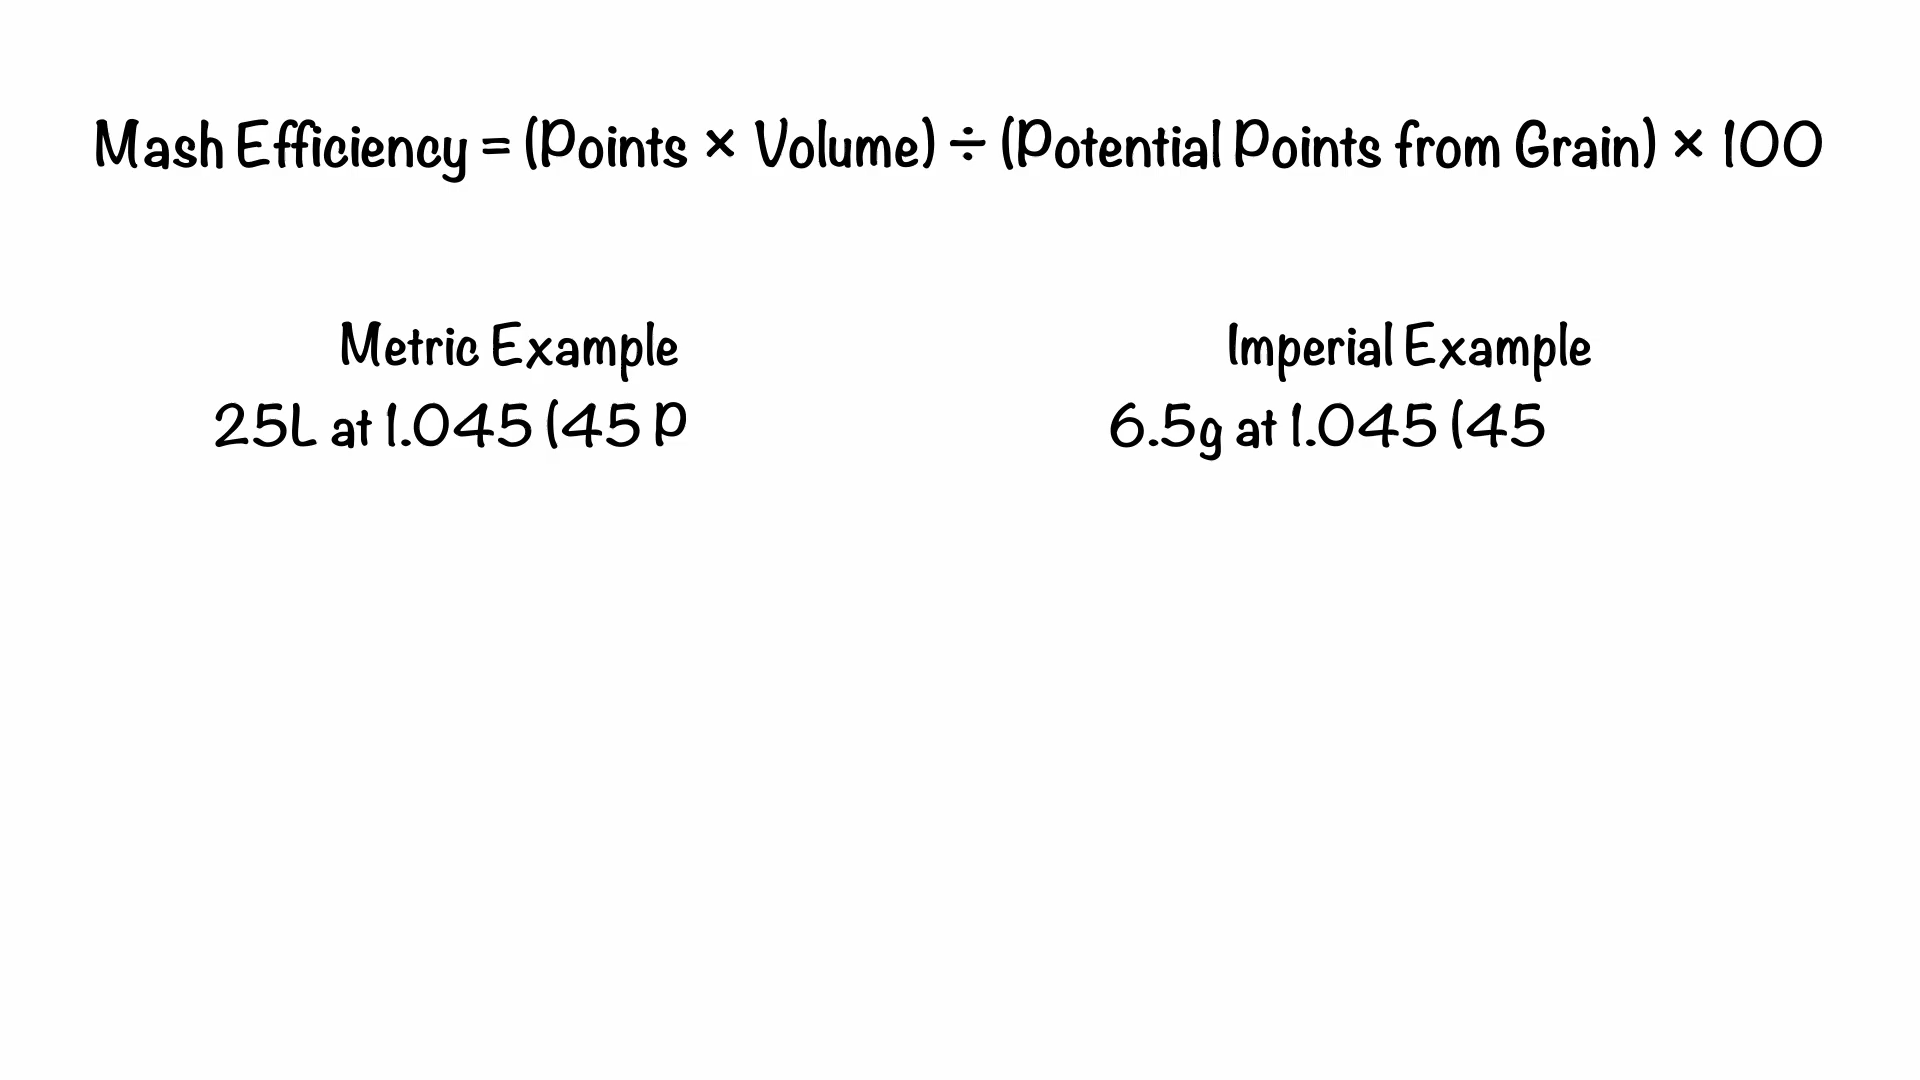 Mash Efficiency = (Points × Volume) ÷ (Potential Points from Grain) × 100
Metric Example
25L at 1.045 (45 P
Imperial Example
6.5g at 1.045 (45